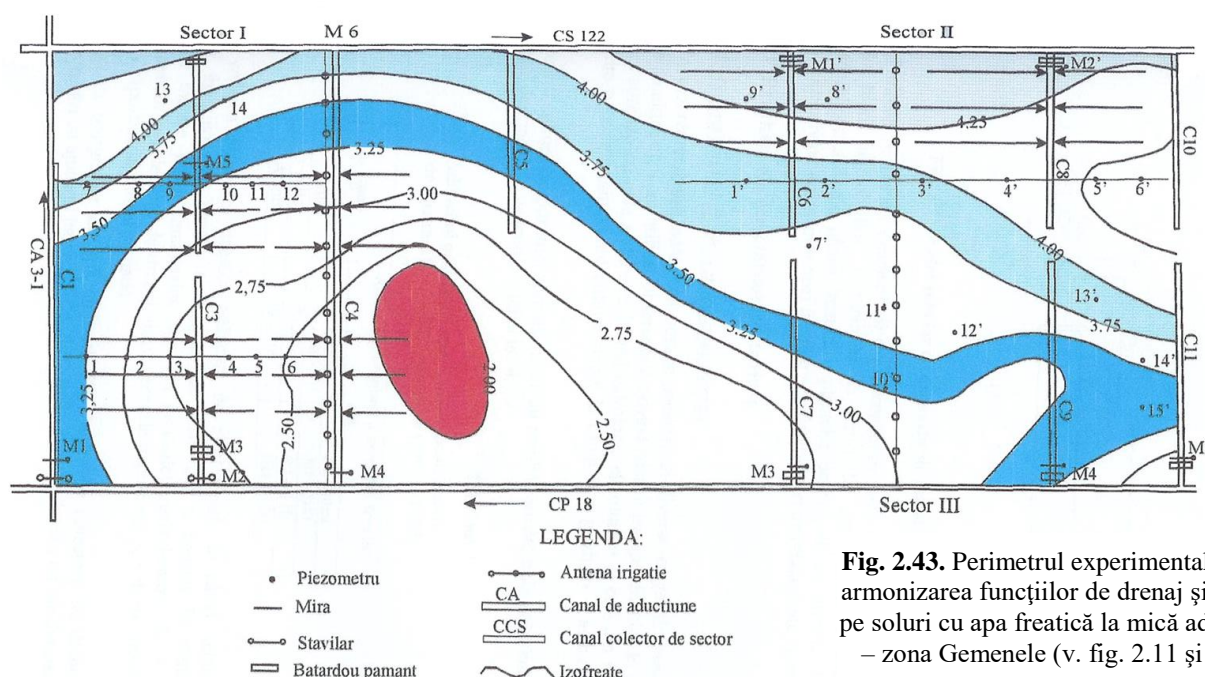 Sector I
M 6
CS 122
Sector II
M1'
M2'
13
14
9'
8'
4,00
3,75
4.00
4.25
C10
M5
3.25
C5
3.75
C8
7
8
9
10
11
12
1'
2'
C6
3'
4'
5'
6'
3.50
3.00
CA 3-1
C1
7'
4.00
3.50
2,75
C3
C4
11'
13'
3.25
3.75
2.75
12'
C11
14'
1
2
3
4
5
6
2.00
10'
3,25
3.00
15'
C7
C9
2.50
2.50
M1
M3
M
M2
M4
M3
M4
CP 18
Sector III
LEGENDA:
Piezometru
Mira
Stavilar
Batardou pamant
Antena irigatie
CA
Canal de aductiune
CCS
Canal colector de sector
Izofreate
Fig. 2.43. Perimetrul experimental
armonizarea funcţiilor de drenaj şi
pe soluri cu apa freatică la mică ad
– zona Gemenele (v. fig. 2.11 şi